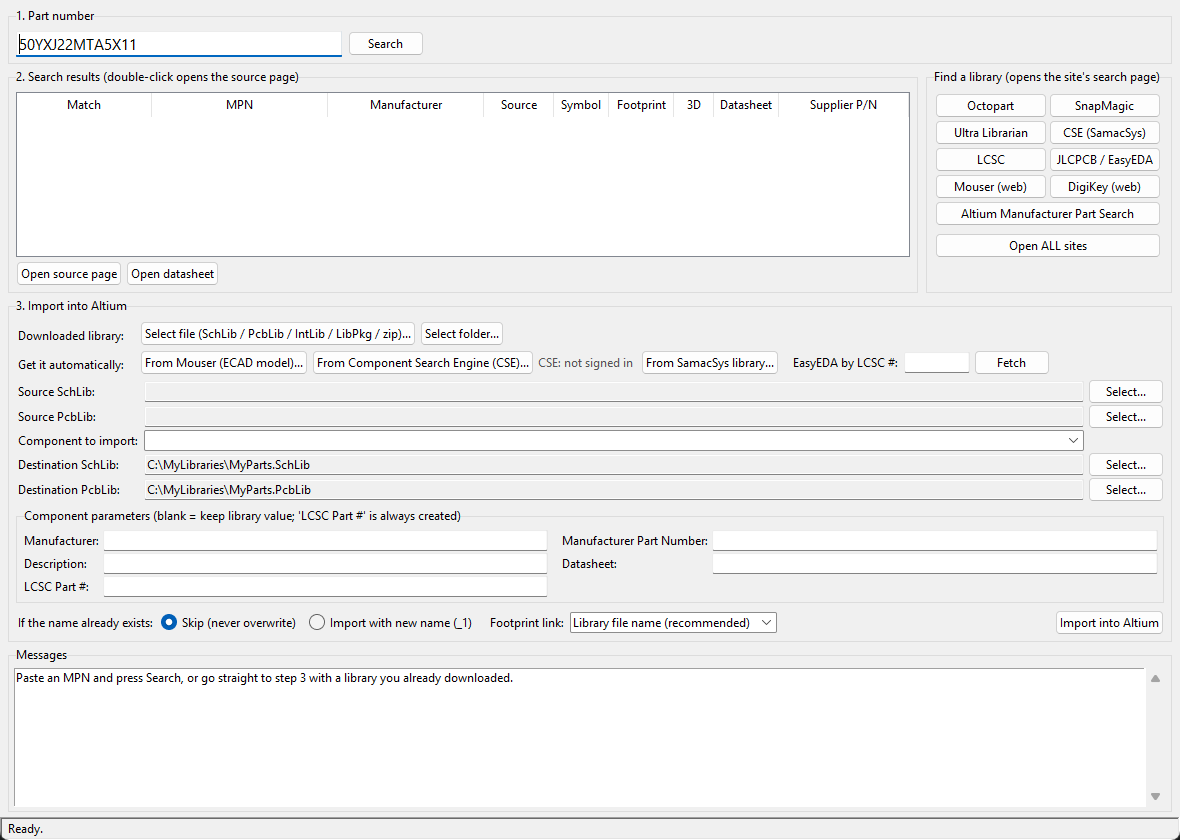 1. Part number
50YXJ22MTA5X11
Search
2. Search results (double-click opens the source page)
Match MPN Manufacturer Source Symbol Footprint 3D Datasheet Supplier P/N
Open source page Open datasheet
Find a library (opens the site's search page)
Octopart SnapMagic
Ultra Librarian CSE (SamacSys)
LCSC JLCPCB / EasyEDA
Mouser (web) DigiKey (web)
Altium Manufacturer Part Search
Open ALL sites
3. Import into Altium
Downloaded library: Select file (SchLib / PcbLib / IntLib / LibPkg / zip)... Select folder...
Get it automatically: From Mouser (ECAD model)... From Component Search Engine (CSE)... CSE: not signed in From SamacSys library... EasyEDA by LCSC #: Fetch
Source SchLib: Select...
Source PcbLib: Select...
Component to import:
Destination SchLib: C:\MyLibraries\MyParts.SchLib Select...
Destination PcbLib: C:\MyLibraries\MyParts.PcbLib Select...
Component parameters (blank = keep library value; 'LCSC Part #' is always created)
Manufacturer: Manufacturer Part Number:
Description: Datasheet:
LCSC Part #:
If the name already exists: Skip (never overwrite) Import with new name (_1) Footprint link: Library file name (recommended) Import into Altium
Messages
Paste an MPN and press Search, or go straight to step 3 with a library you already downloaded.
Ready.